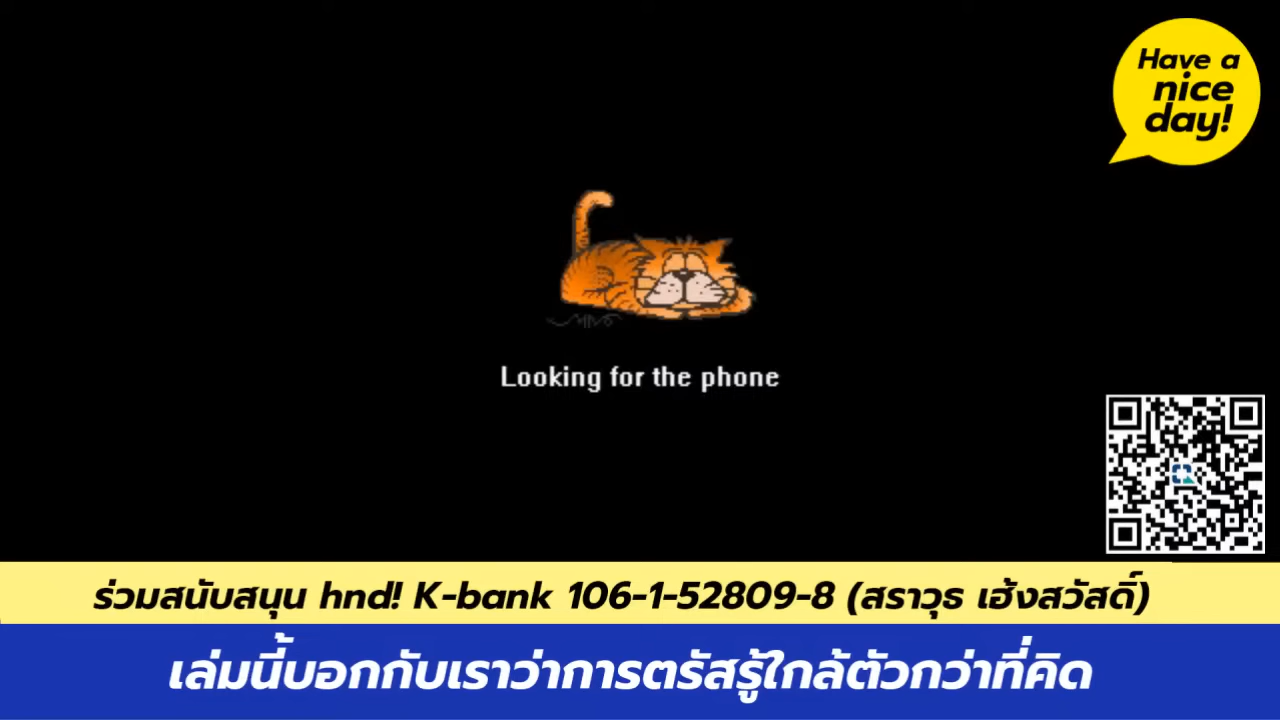 Have a
nice
day!
Looking for the phone
ร่วมสนับสนุน hnd! K-bank 106-1-52809-8 (สราวุธ เฮ้งสวัสดิ์)
เล่มนี้บอกกับเราว่าการตรัสรู้ใกล้ตัวกว่าที่คิด